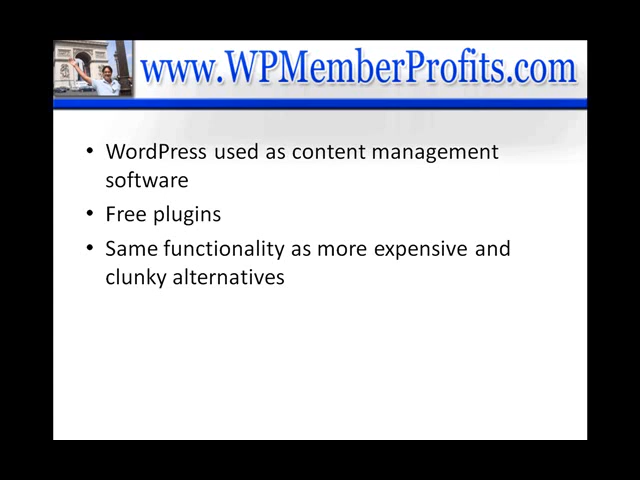 www.WPMemberProfits.com
• WordPress used as content management
software
• Free plugins
• Same functionality as more expensive and
clunky alternatives